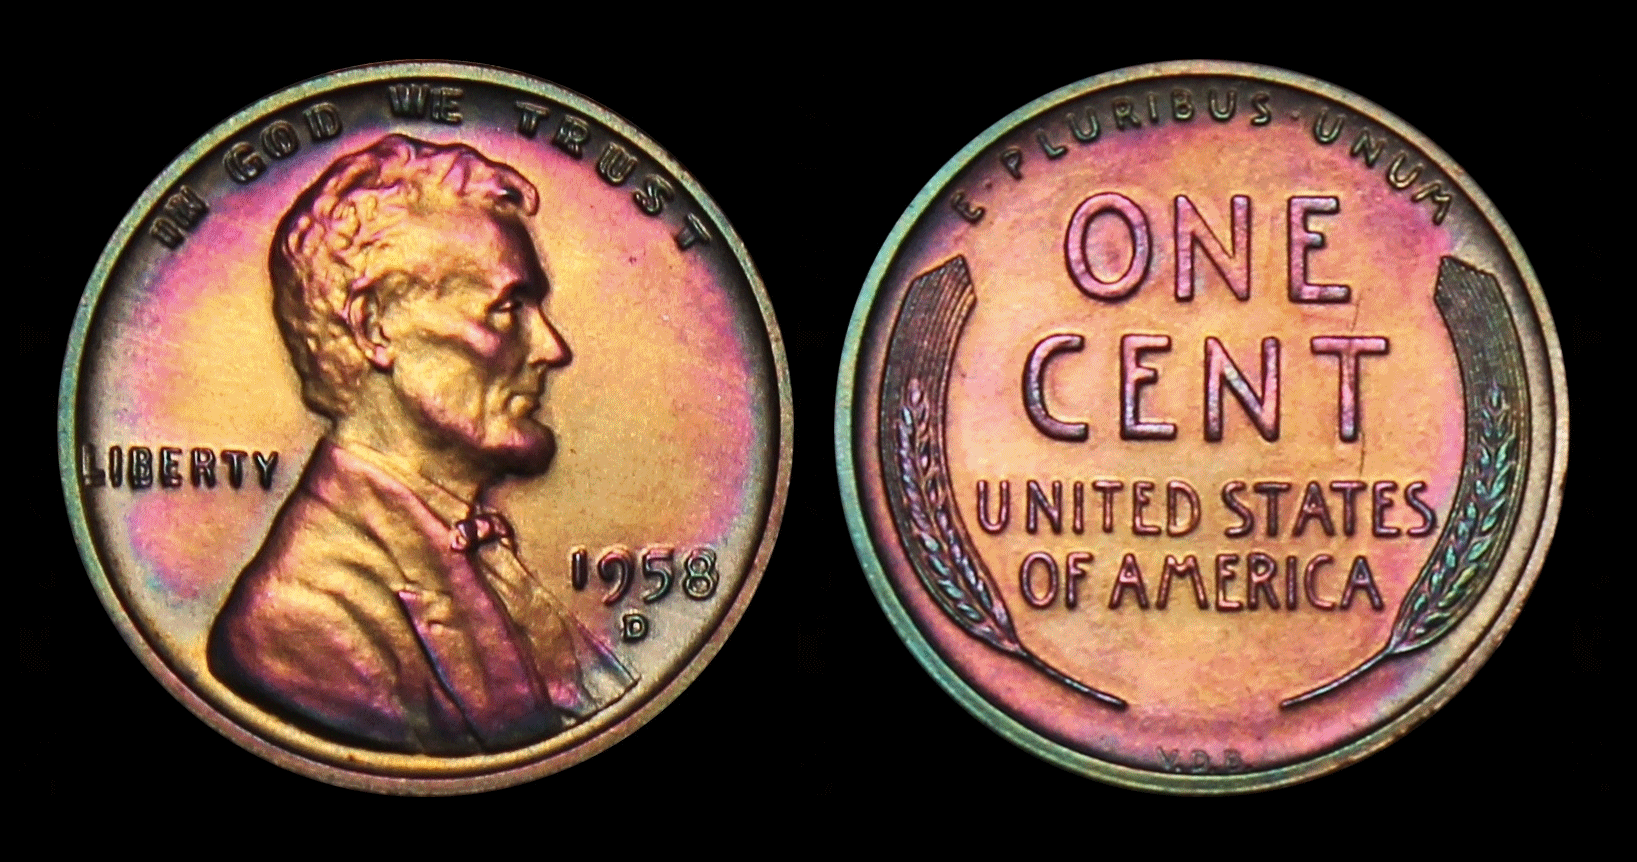 IN GOD WE TRUST
LIBERTY
1958
D
E · PLURIBUS · UNUM
ONE
CENT
UNITED STATES
OF AMERICA
V.D.B.